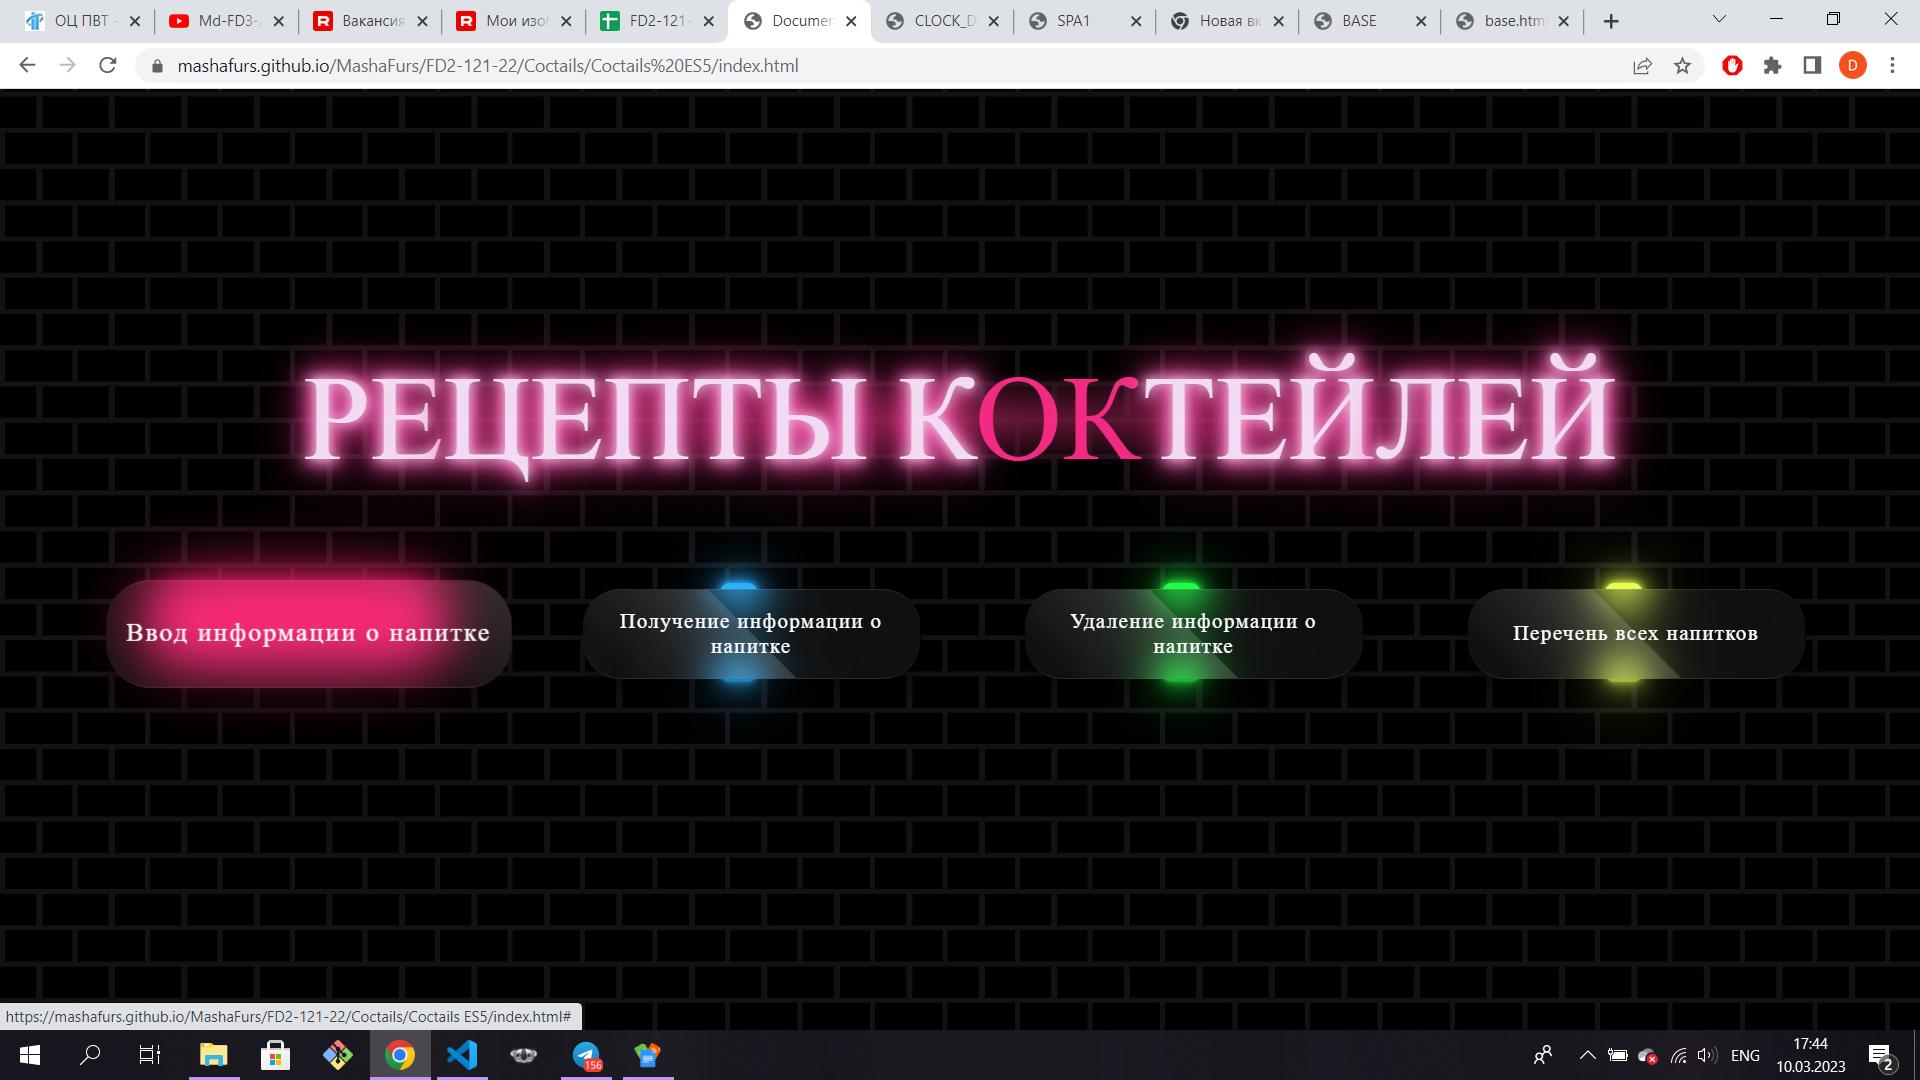 ОЦ ПВТ -
Md-FD3-
Вакансия
Мои изоб
FD2-121-
Documen
CLOCK_D
SPA1
Новая вк
BASE
base.html
mashafurs.github.io/MashaFurs/FD2-121-22/Coctails/Coctails%20ES5/index.html
D
РЕЦЕПТЫ КОКТЕЙЛЕЙ
Ввод информации о напитке
Получение информации о
напитке
Удаление информации о
напитке
Перечень всех напитков
https://mashafurs.github.io/MashaFurs/FD2-121-22/Coctails/Coctails ES5/index.html#
156
ENG
17:44
10.03.2023
2